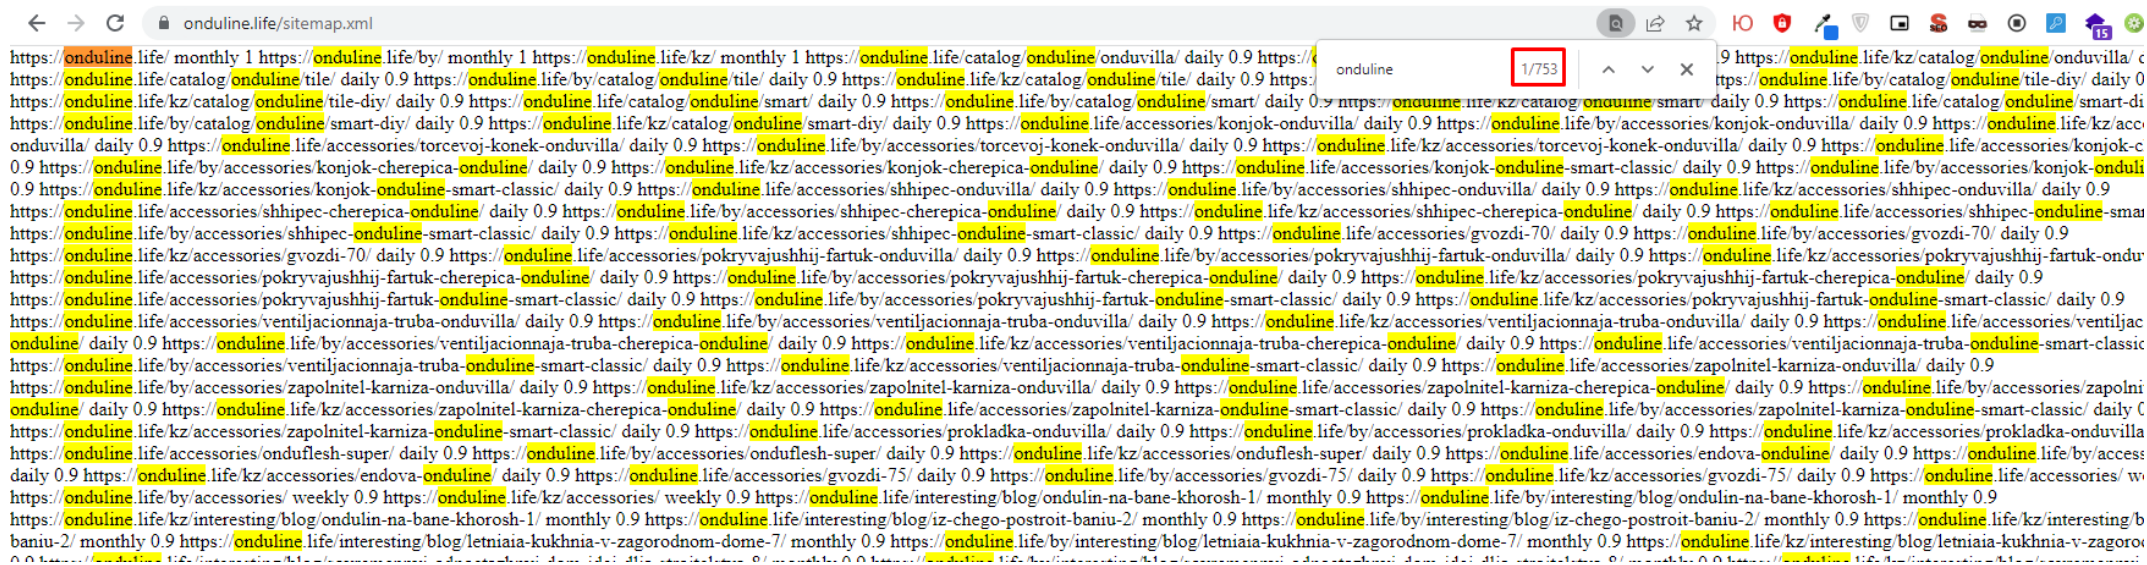 onduline.life/sitemap.xml
15
onduline 1/753
https://onduline.life/ monthly 1 https://onduline.life/by/ monthly 1 https://onduline.life/kz/ monthly 1 https://onduline.life/catalog/onduline/onduvilla/ daily 0.9 https:/ .9 https://onduline.life/kz/catalog/onduline/onduvilla/
https://onduline.life/catalog/onduline/tile/ daily 0.9 https://onduline.life/by/catalog/onduline/tile/ daily 0.9 https://onduline.life/kz/catalog/onduline/tile/ daily 0.9 https:/ ttps://onduline.life/by/catalog/onduline/tile-diy/ daily
https://onduline.life/kz/catalog/onduline/tile-diy/ daily 0.9 https://onduline.life/catalog/onduline/smart/ daily 0.9 https://onduline.life/by/catalog/onduline/smart/ daily 0.9 https://onduline.life/kz/catalog/onduline/smart/ daily 0.9 https://onduline.life/catalog/onduline/smart-di
https://onduline.life/by/catalog/onduline/smart-diy/ daily 0.9 https://onduline.life/kz/catalog/onduline/smart-diy/ daily 0.9 https://onduline.life/accessories/konjok-onduvilla/ daily 0.9 https://onduline.life/by/accessories/konjok-onduvilla/ daily 0.9 https://onduline.life/kz/acce
onduvilla/ daily 0.9 https://onduline.life/accessories/torcevoj-konek-onduvilla/ daily 0.9 https://onduline.life/by/accessories/torcevoj-konek-onduvilla/ daily 0.9 https://onduline.life/kz/accessories/torcevoj-konek-onduvilla/ daily 0.9 https://onduline.life/accessories/konjok-c
0.9 https://onduline.life/by/accessories/konjok-cherepica-onduline/ daily 0.9 https://onduline.life/kz/accessories/konjok-cherepica-onduline/ daily 0.9 https://onduline.life/accessories/konjok-onduline-smart-classic/ daily 0.9 https://onduline.life/by/accessories/konjok-onduli
0.9 https://onduline.life/kz/accessories/konjok-onduline-smart-classic/ daily 0.9 https://onduline.life/accessories/shhipec-onduvilla/ daily 0.9 https://onduline.life/by/accessories/shhipec-onduvilla/ daily 0.9 https://onduline.life/kz/accessories/shhipec-onduvilla/ daily 0.9
https://onduline.life/accessories/shhipec-cherepica-onduline/ daily 0.9 https://onduline.life/by/accessories/shhipec-cherepica-onduline/ daily 0.9 https://onduline.life/kz/accessories/shhipec-cherepica-onduline/ daily 0.9 https://onduline.life/accessories/shhipec-onduline-smar
https://onduline.life/by/accessories/shhipec-onduline-smart-classic/ daily 0.9 https://onduline.life/kz/accessories/shhipec-onduline-smart-classic/ daily 0.9 https://onduline.life/accessories/gvozdi-70/ daily 0.9 https://onduline.life/by/accessories/gvozdi-70/ daily 0.9
https://onduline.life/kz/accessories/gvozdi-70/ daily 0.9 https://onduline.life/accessories/pokryvajushhij-fartuk-onduvilla/ daily 0.9 https://onduline.life/by/accessories/pokryvajushhij-fartuk-onduvilla/ daily 0.9 https://onduline.life/kz/accessories/pokryvajushhij-fartuk-onduv
https://onduline.life/accessories/pokryvajushhij-fartuk-cherepica-onduline/ daily 0.9 https://onduline.life/by/accessories/pokryvajushhij-fartuk-cherepica-onduline/ daily 0.9 https://onduline.life/kz/accessories/pokryvajushhij-fartuk-cherepica-onduline/ daily 0.9
https://onduline.life/accessories/pokryvajushhij-fartuk-onduline-smart-classic/ daily 0.9 https://onduline.life/by/accessories/pokryvajushhij-fartuk-onduline-smart-classic/ daily 0.9 https://onduline.life/kz/accessories/pokryvajushhij-fartuk-onduline-smart-classic/ daily 0.9
https://onduline.life/accessories/ventiljacionnaja-truba-onduvilla/ daily 0.9 https://onduline.life/by/accessories/ventiljacionnaja-truba-onduvilla/ daily 0.9 https://onduline.life/kz/accessories/ventiljacionnaja-truba-onduvilla/ daily 0.9 https://onduline.life/accessories/ventiljac
onduline/ daily 0.9 https://onduline.life/by/accessories/ventiljacionnaja-truba-cherepica-onduline/ daily 0.9 https://onduline.life/kz/accessories/ventiljacionnaja-truba-cherepica-onduline/ daily 0.9 https://onduline.life/accessories/ventiljacionnaja-truba-onduline-smart-classic
https://onduline.life/by/accessories/ventiljacionnaja-truba-onduline-smart-classic/ daily 0.9 https://onduline.life/kz/accessories/ventiljacionnaja-truba-onduline-smart-classic/ daily 0.9 https://onduline.life/accessories/zapolnitel-karniza-onduvilla/ daily 0.9
https://onduline.life/by/accessories/zapolnitel-karniza-onduvilla/ daily 0.9 https://onduline.life/kz/accessories/zapolnitel-karniza-onduvilla/ daily 0.9 https://onduline.life/accessories/zapolnitel-karniza-cherepica-onduline/ daily 0.9 https://onduline.life/by/accessories/zapolni
onduline/ daily 0.9 https://onduline.life/kz/accessories/zapolnitel-karniza-cherepica-onduline/ daily 0.9 https://onduline.life/accessories/zapolnitel-karniza-onduline-smart-classic/ daily 0.9 https://onduline.life/by/accessories/zapolnitel-karniza-onduline-smart-classic/ daily
https://onduline.life/kz/accessories/zapolnitel-karniza-onduline-smart-classic/ daily 0.9 https://onduline.life/accessories/prokladka-onduvilla/ daily 0.9 https://onduline.life/by/accessories/prokladka-onduvilla/ daily 0.9 https://onduline.life/kz/accessories/prokladka-onduvilla
https://onduline.life/accessories/onduflesh-super/ daily 0.9 https://onduline.life/by/accessories/onduflesh-super/ daily 0.9 https://onduline.life/kz/accessories/onduflesh-super/ daily 0.9 https://onduline.life/accessories/endova-onduline/ daily 0.9 https://onduline.life/by/access
daily 0.9 https://onduline.life/kz/accessories/endova-onduline/ daily 0.9 https://onduline.life/accessories/gvozdi-75/ daily 0.9 https://onduline.life/by/accessories/gvozdi-75/ daily 0.9 https://onduline.life/kz/accessories/gvozdi-75/ daily 0.9 https://onduline.life/accessories/
https://onduline.life/by/accessories/ weekly 0.9 https://onduline.life/kz/accessories/ weekly 0.9 https://onduline.life/interesting/blog/ondulin-na-bane-khorosh-1/ monthly 0.9 https://onduline.life/by/interesting/blog/ondulin-na-bane-khorosh-1/ monthly 0.9
https://onduline.life/kz/interesting/blog/ondulin-na-bane-khorosh-1/ monthly 0.9 https://onduline.life/interesting/blog/iz-chego-postroit-baniu-2/ monthly 0.9 https://onduline.life/by/interesting/blog/iz-chego-postroit-baniu-2/ monthly 0.9 https://onduline.life/kz/interesting/b
baniu-2/ monthly 0.9 https://onduline.life/interesting/blog/letniaia-kukhnia-v-zagorodnom-dome-7/ monthly 0.9 https://onduline.life/by/interesting/blog/letniaia-kukhnia-v-zagorodnom-dome-7/ monthly 0.9 https://onduline.life/kz/interesting/blog/letniaia-kukhnia-v-zagoro